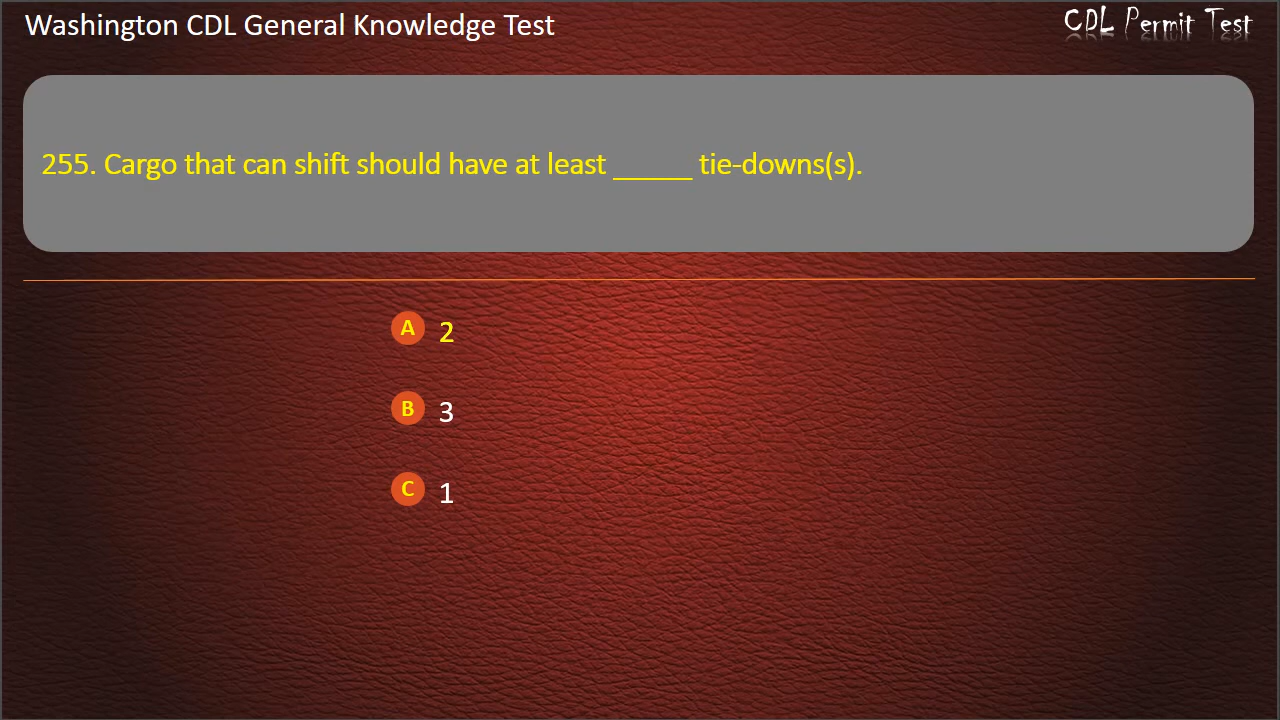 Washington CDL General Knowledge Test
CDL Permit Test
255. Cargo that can shift should have at least _____ tie-downs(s).
A 2
B 3
C 1